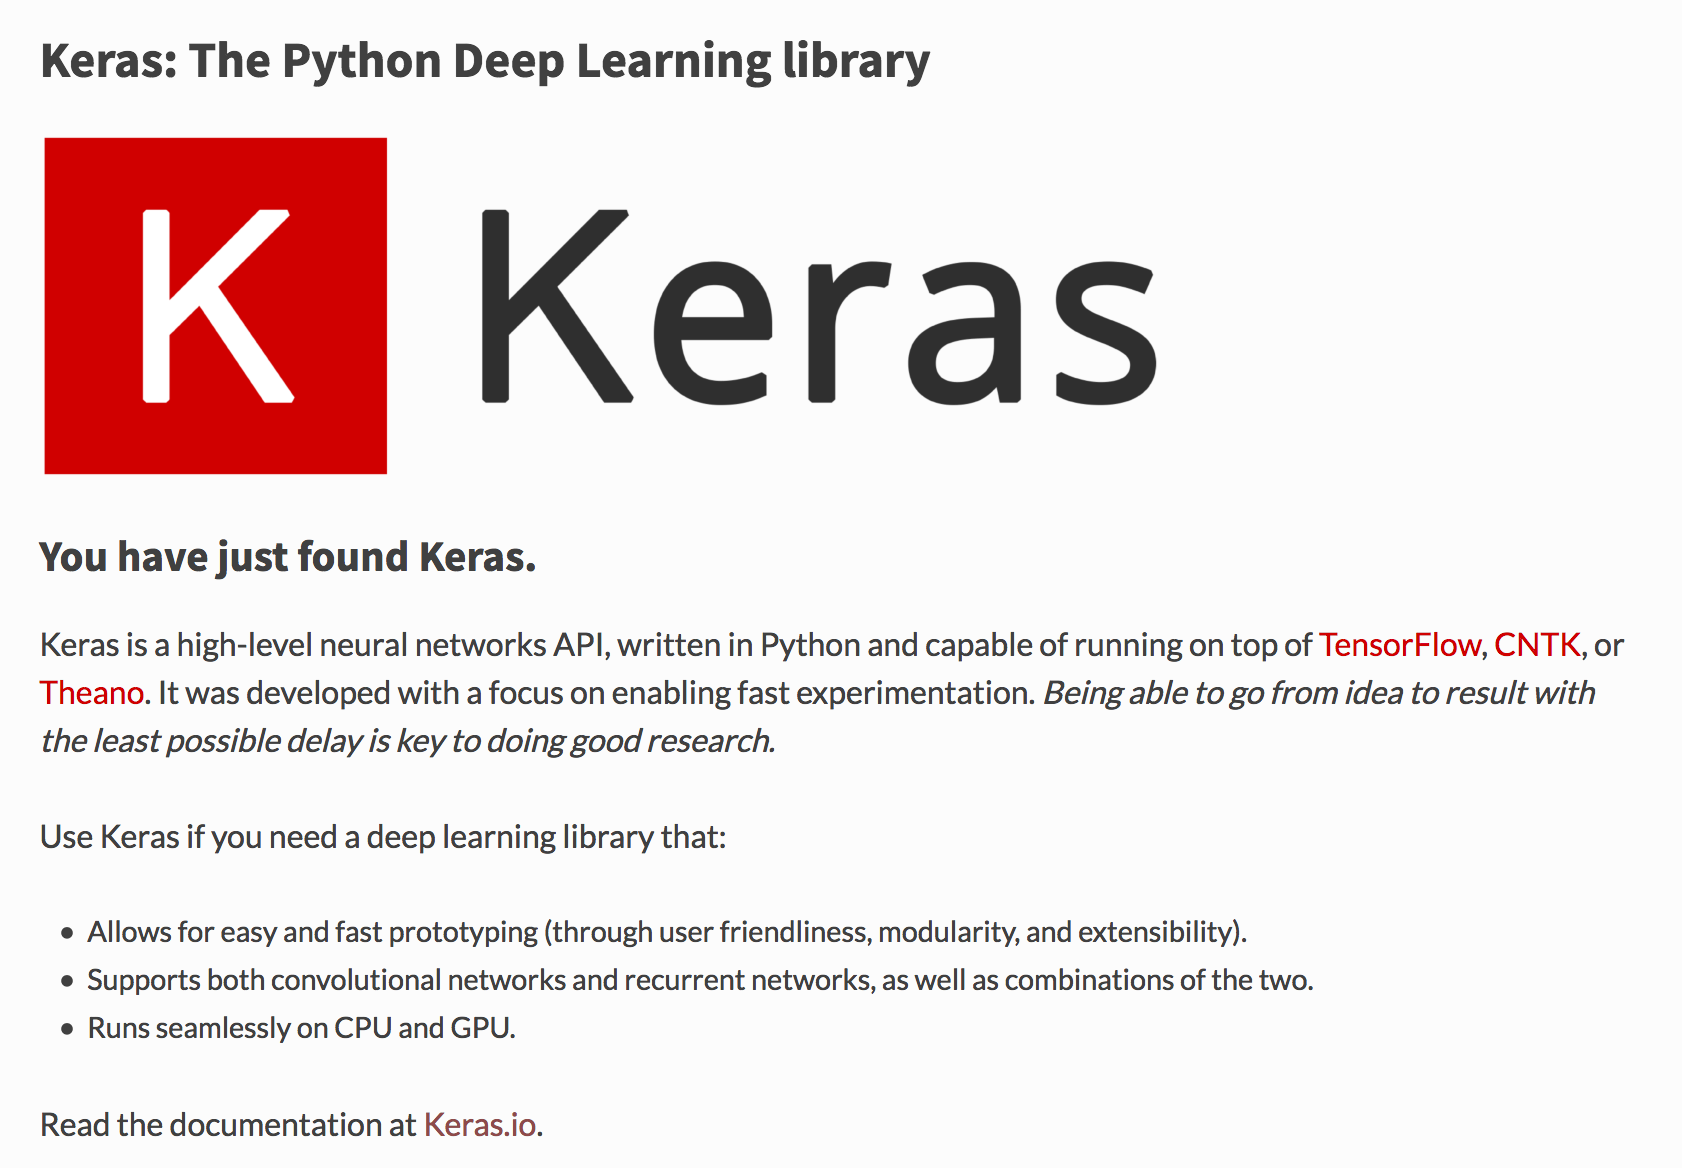 Keras: The Python Deep Learning library
K Keras
You have just found Keras.
Keras is a high-level neural networks API, written in Python and capable of running on top of TensorFlow, CNTK, or
Theano. It was developed with a focus on enabling fast experimentation. Being able to go from idea to result with
the least possible delay is key to doing good research.
Use Keras if you need a deep learning library that:
• Allows for easy and fast prototyping (through user friendliness, modularity, and extensibility).
• Supports both convolutional networks and recurrent networks, as well as combinations of the two.
• Runs seamlessly on CPU and GPU.
Read the documentation at Keras.io.